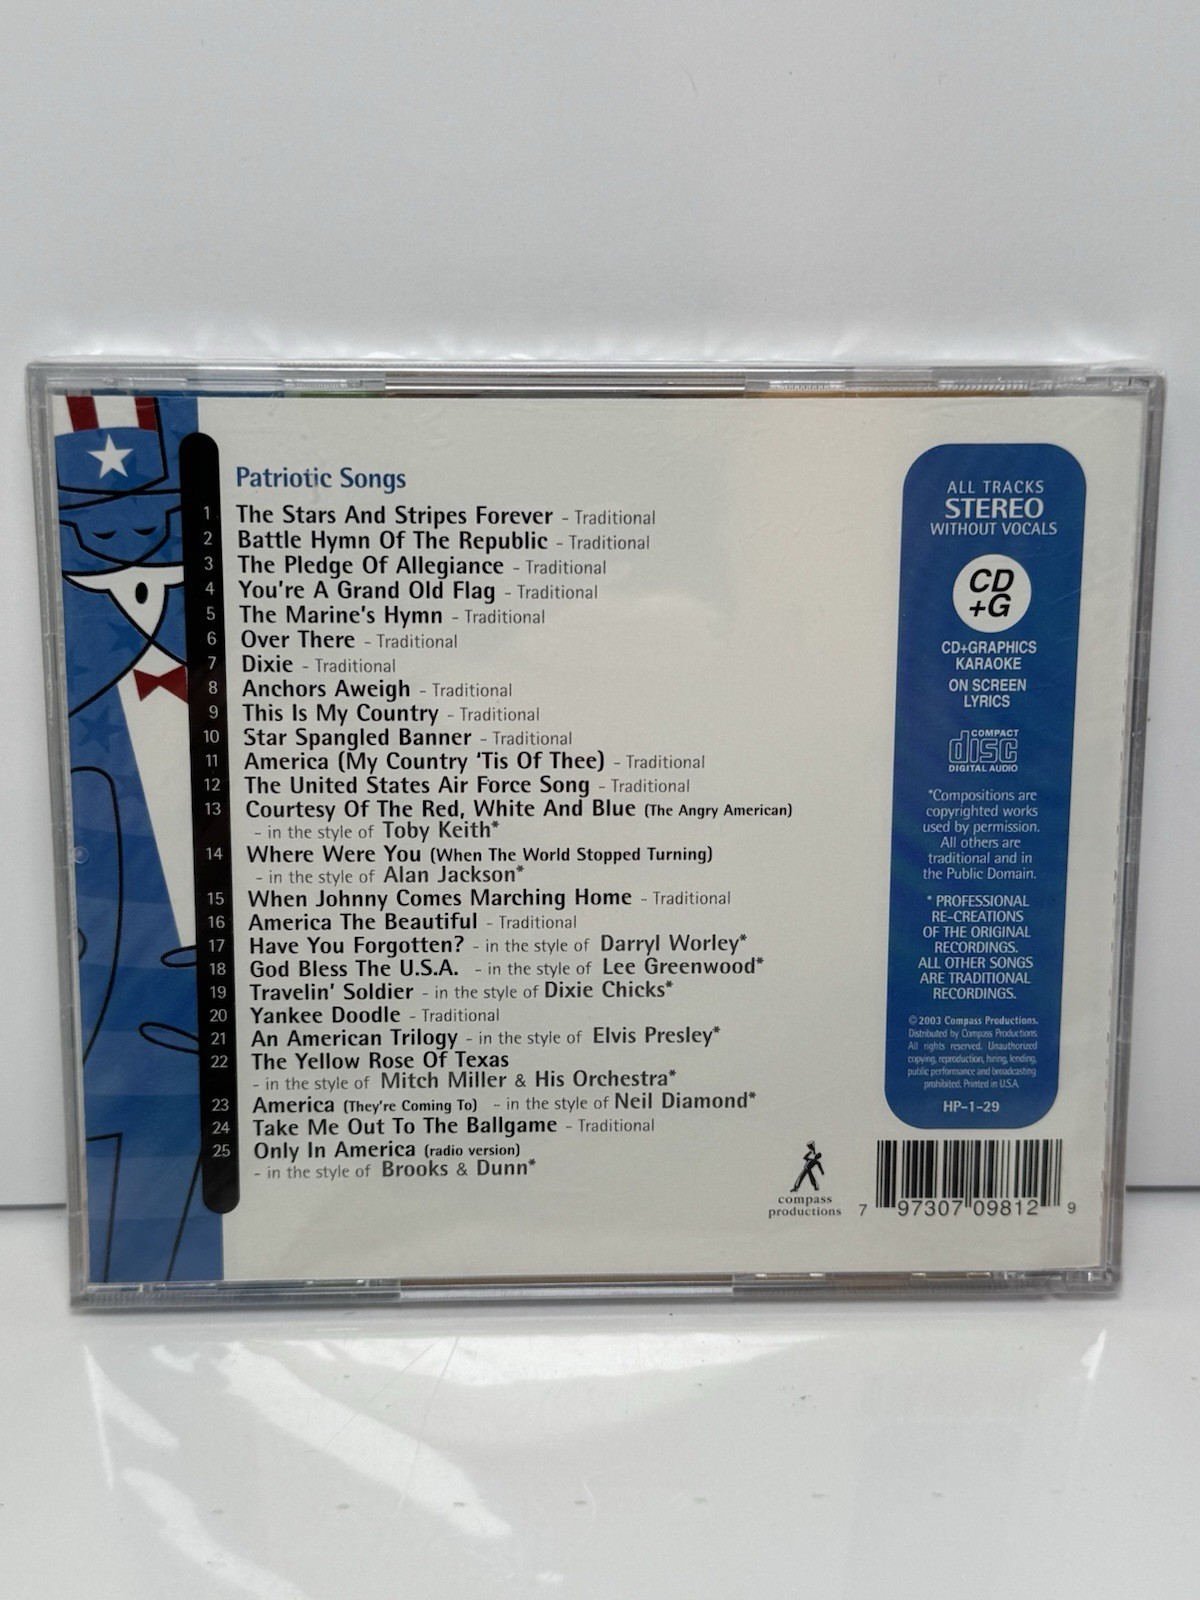 Patriotic Songs
1 The Stars And Stripes Forever - Traditional
2 Battle Hymn Of The Republic - Traditional
3 The Pledge Of Allegiance - Traditional
4 You're A Grand Old Flag - Traditional
5 The Marine's Hymn - Traditional
6 Over There - Traditional
7 Dixie - Traditional
8 Anchors Aweigh - Traditional
9 This Is My Country - Traditional
10 Star Spangled Banner - Traditional
11 America (My Country 'Tis Of Thee) - Traditional
12 The United States Air Force Song - Traditional
13 Courtesy Of The Red, White And Blue (The Angry American)
- in the style of Toby Keith*
14 Where Were You (When The World Stopped Turning)
- in the style of Alan Jackson*
15 When Johnny Comes Marching Home - Traditional
16 America The Beautiful - Traditional
17 Have You Forgotten? - in the style of Darryl Worley*
18 God Bless The U.S.A. - in the style of Lee Greenwood*
19 Travelin' Soldier - in the style of Dixie Chicks*
20 Yankee Doodle - Traditional
21 An American Trilogy - in the style of Elvis Presley*
22 The Yellow Rose Of Texas
- in the style of Mitch Miller & His Orchestra*
23 America (They're Coming To) - in the style of Neil Diamond*
24 Take Me Out To The Ballgame - Traditional
25 Only In America (radio version)
- in the style of Brooks & Dunn*
ALL TRACKS
STEREO
WITHOUT VOCALS
CD
+G
CD+GRAPHICS
KARAOKE
ON SCREEN
LYRICS
COMPACT
disc
DIGITAL AUDIO
*Compositions are
copyrighted works
used by permission.
All others are
traditional and in
the Public Domain.
* PROFESSIONAL
RE-CREATIONS
OF THE ORIGINAL
RECORDINGS.
ALL OTHER SONGS
ARE TRADITIONAL
RECORDINGS.
© 2003 Compass Productions.
Distributed by Compass Productions.
All rights reserved. Unauthorized
copying, reproduction, hiring, lending,
public performance and broadcasting
prohibited. Printed in U.S.A.
HP-1-29
compass
productions
7 97307 09812 9